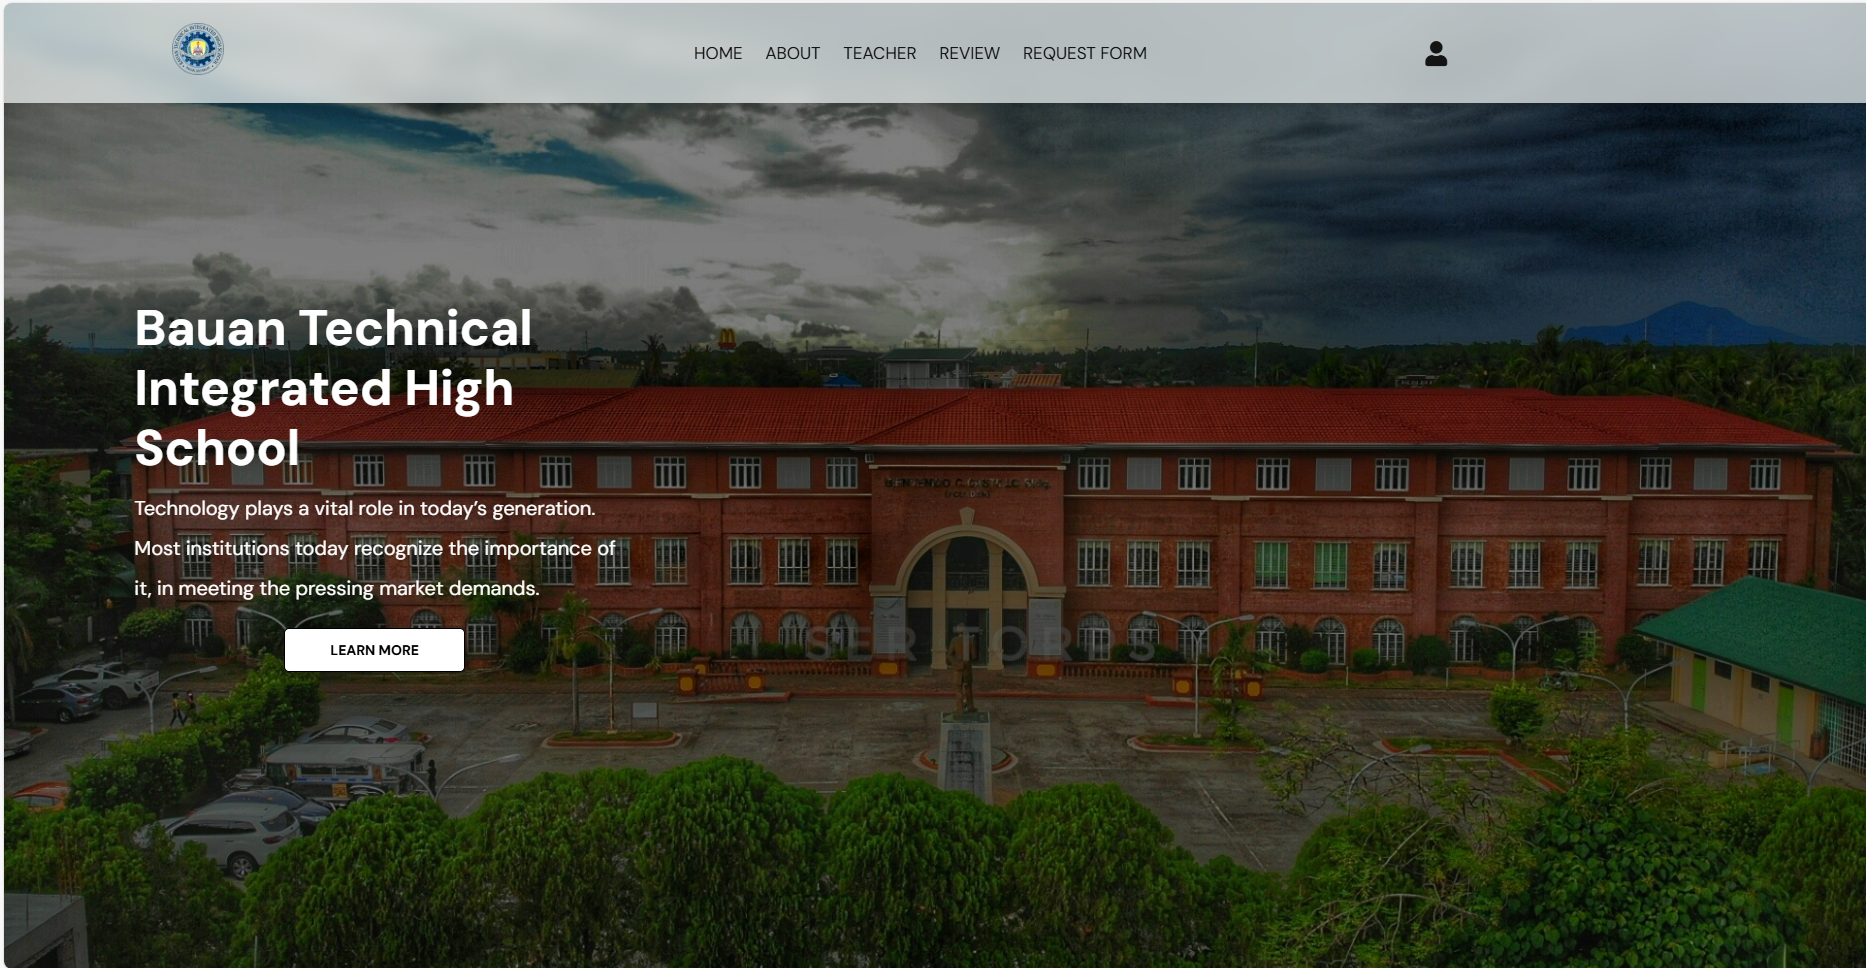 HOME ABOUT TEACHER REVIEW REQUEST FORM
Bauan Technical
Integrated High
School
Technology plays a vital role in today’s generation.
Most institutions today recognize the importance of
it, in meeting the pressing market demands.
LEARN MORE